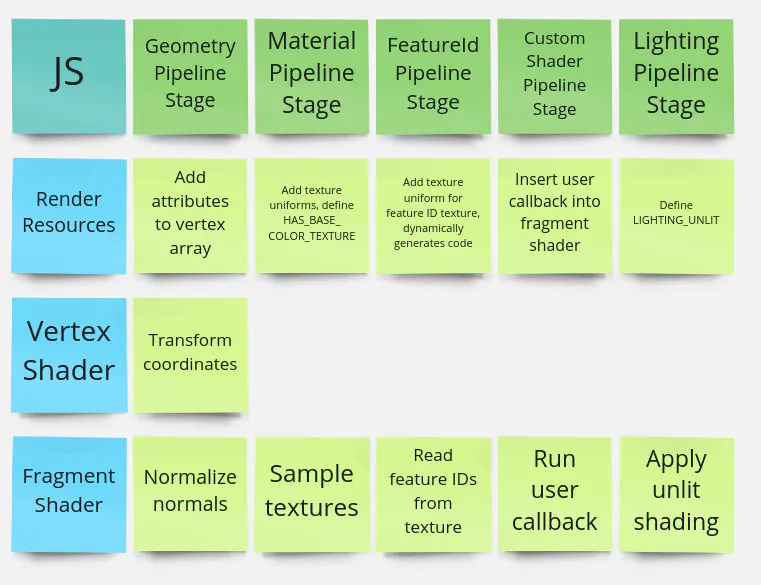 JS
Geometry
Pipeline
Stage
Material
Pipeline
Stage
FeatureId
Pipeline
Stage
Custom
Shader
Pipeline
Stage
Lighting
Pipeline
Stage
Render
Resources
Add
attributes
to vertex
array
Add texture
uniforms, define
HAS_BASE_
COLOR_TEXTURE
Add texture
uniform for
feature ID texture,
dynamically
generates code
Insert user
callback into
fragment
shader
Define
LIGHTING_UNLIT
Vertex
Shader
Transform
coordinates
Fragment
Shader
Normalize
normals
Sample
textures
Read
feature IDs
from
texture
Run
user
callback
Apply
unlit
shading